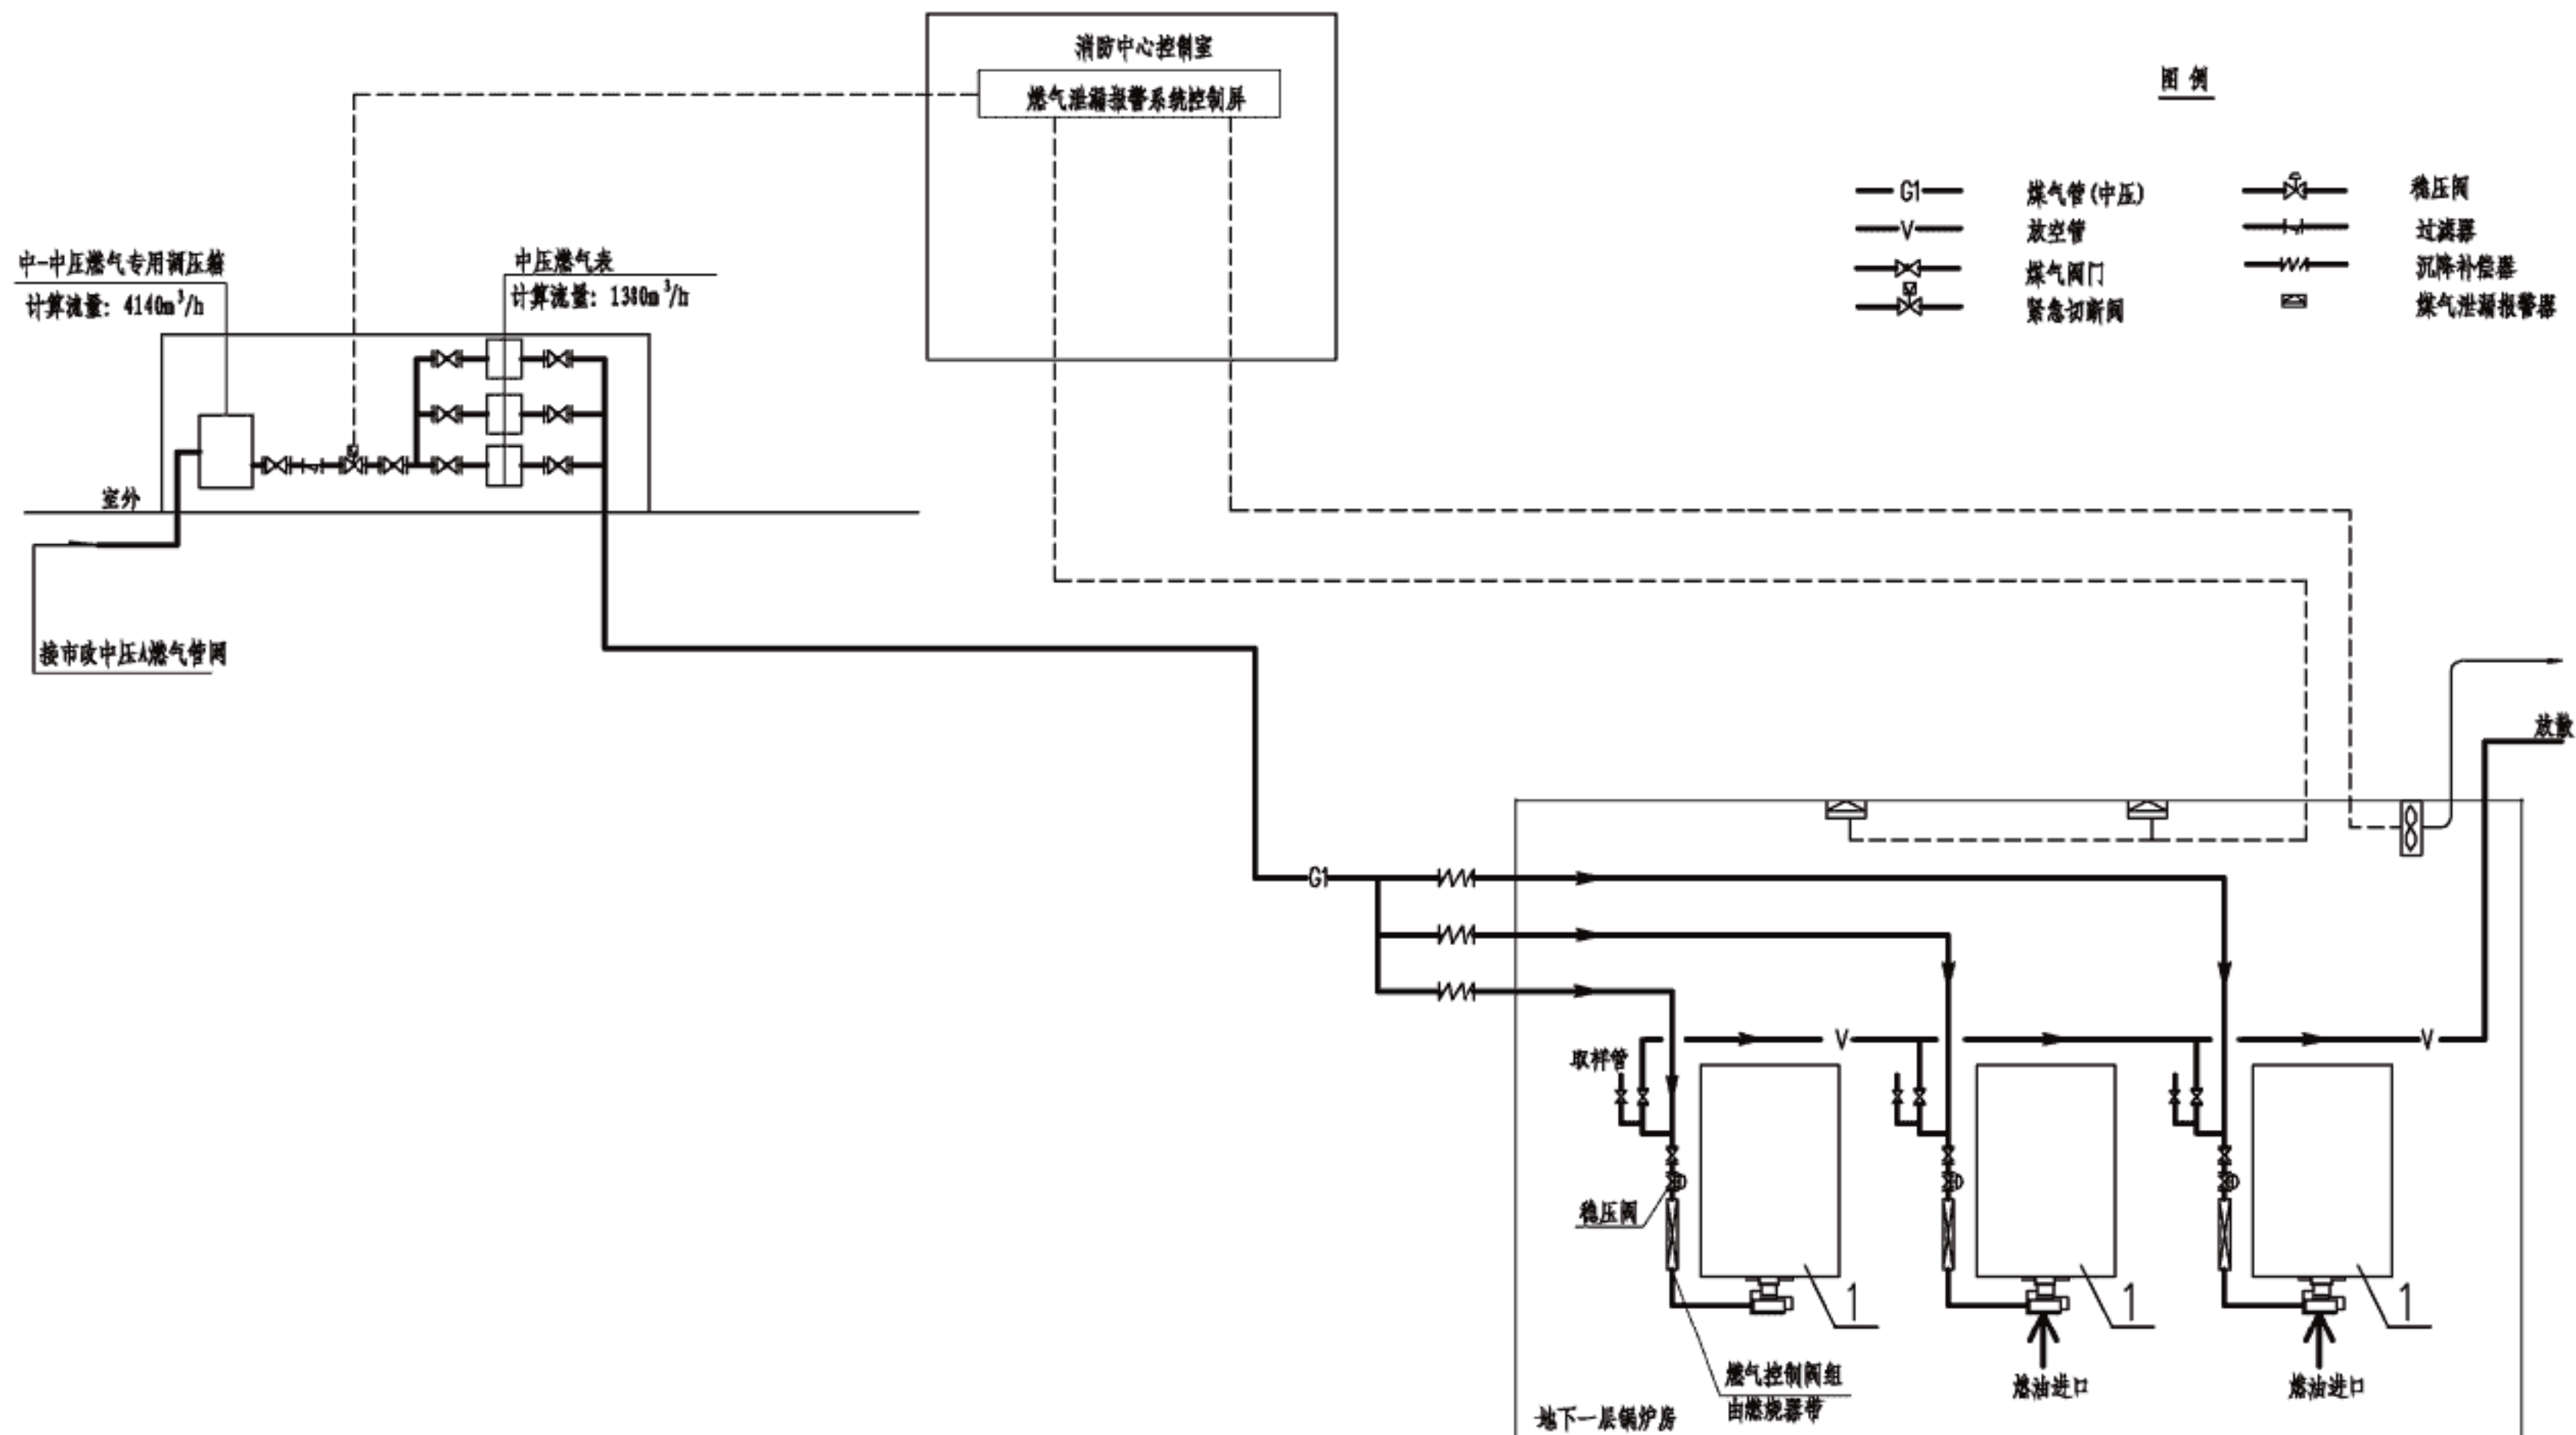 消防中心控制室
燃气泄漏报警系统控制屏
图 例
G1 煤气管(中压)
稳压阀
V 放空管
过滤器
煤气阀门
沉降补偿器
紧急切断阀
煤气泄漏报警器
中-中压燃气专用调压箱
计算流量: 4140m³/h
中压燃气表
计算流量: 1380m³/h
室外
接市政中压A燃气管网
放散
G1
V
V
取样管
稳压阀
1
1
1
燃气控制阀组
由燃烧器带
燃油进口
燃油进口
地下一层锅炉房